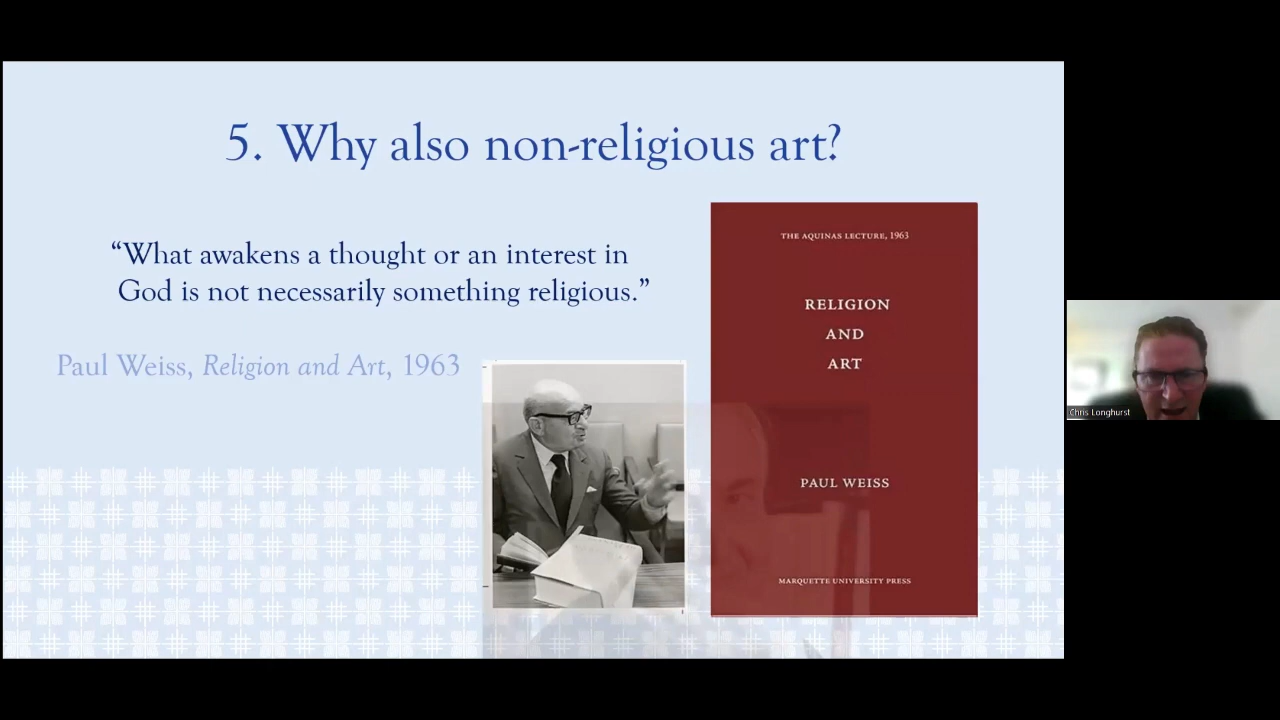 5. Why also non-religious art?
“What awakens a thought or an interest in
God is not necessarily something religious.”
Paul Weiss, Religion and Art, 1963
THE AQUINAS LECTURE, 1963
RELIGION
AND
ART
PAUL WEISS
MARQUETTE UNIVERSITY PRESS
Chris Longhurst